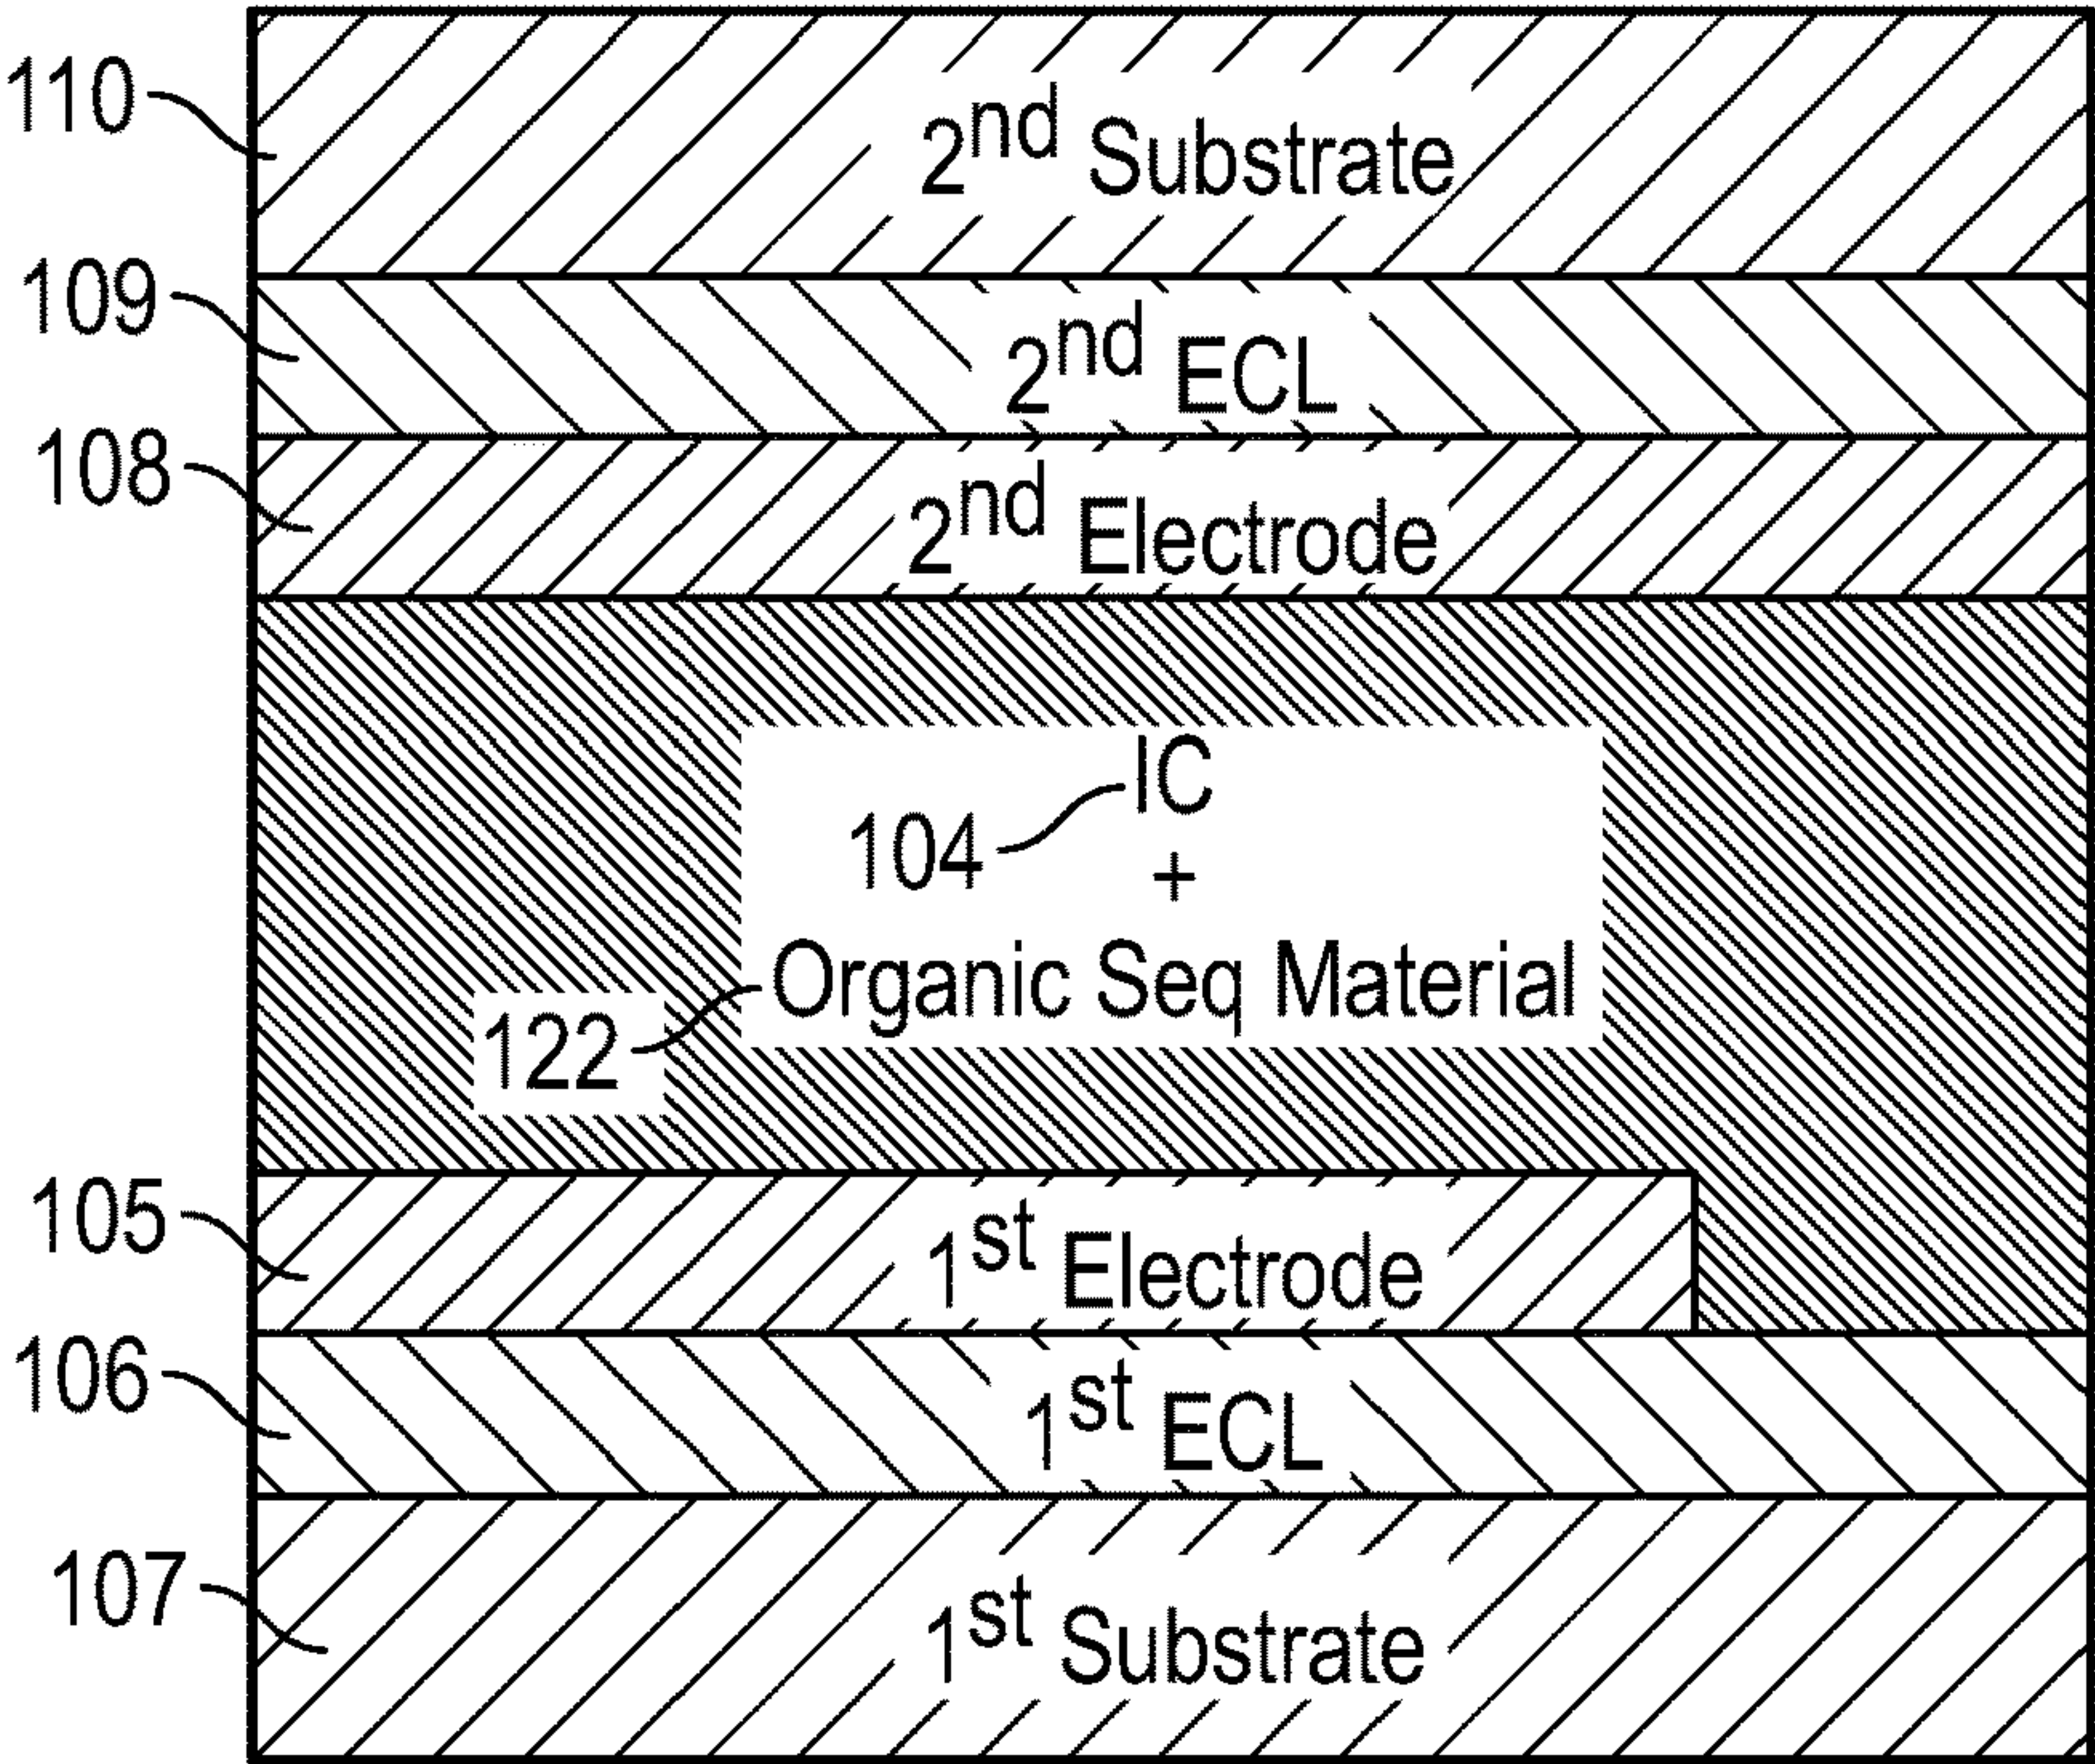 110
2nd Substrate
109
2nd ECL
108
2nd Electrode
IC
104
+
Organic Seq Material
122
105
1st Electrode
106
1st ECL
107
1st Substrate